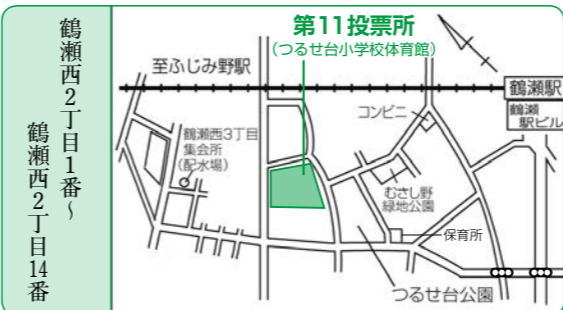 鶴瀬西2丁目1番~
鶴瀬西2丁目14番
第11投票所
(つるせ台小学校体育館)
至ふじみ野駅
鶴瀬駅
鶴瀬
駅ビル
コンビニ
鶴瀬西3丁目
集会所
(配水場)
むさし野
緑地公園
保育所
つるせ台公園